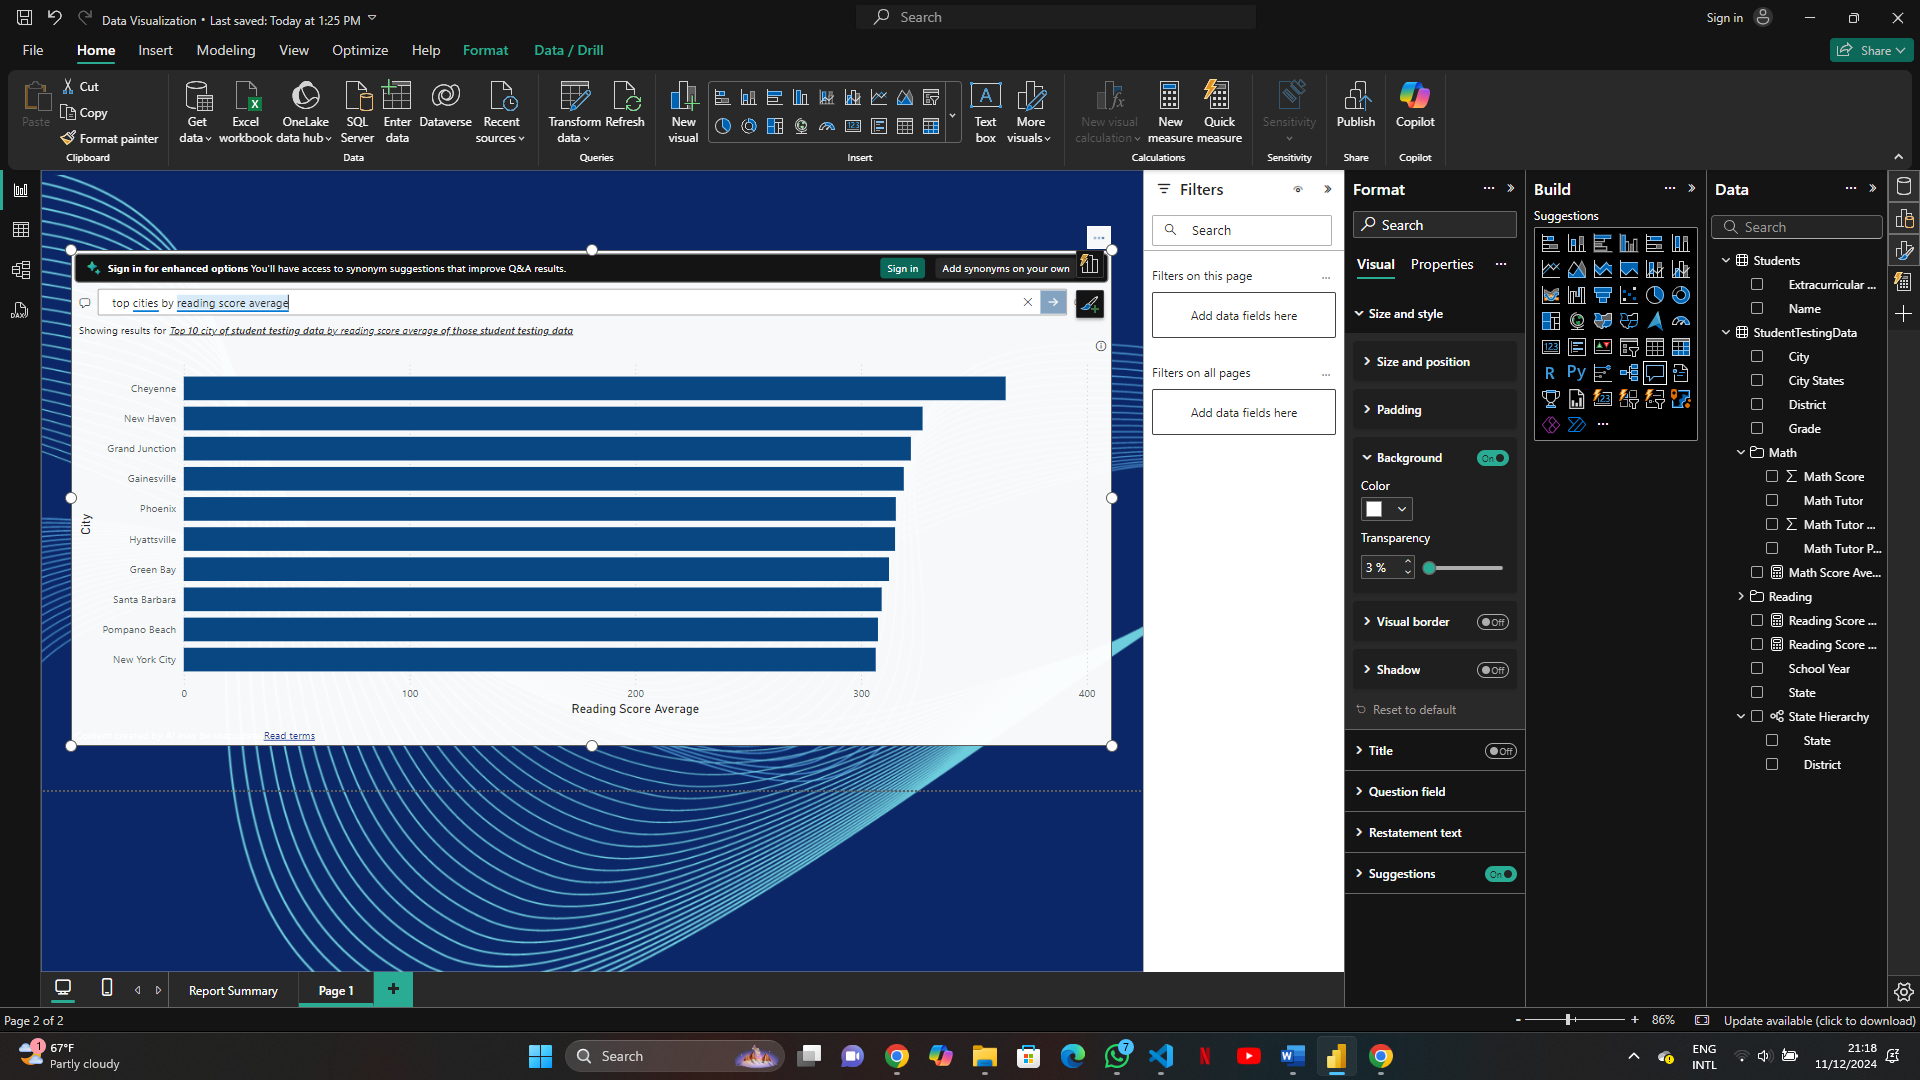 Data Visualization • Last saved: Today at 1:25 PM
Search
Sign in
File Home Insert Modeling View Optimize Help Format Data / Drill
Share
Paste
Cut
Copy
Format painter
Clipboard
Get data
Excel workbook
OneLake data hub
SQL Server
Enter data
Dataverse
Recent sources
Data
Transform data
Refresh
Queries
New visual
Text box
More visuals
Insert
New visual calculation
New measure
Quick measure
Calculations
Sensitivity
Sensitivity
Publish
Share
Copilot
Copilot
Sign in for enhanced options You'll have access to synonym suggestions that improve Q&A results.
Sign in
Add synonyms on your own
top cities by reading score average
Showing results for Top 10 city of student testing data by reading score average of those student testing data
City
Cheyenne
New Haven
Grand Junction
Gainesville
Phoenix
Hyattsville
Green Bay
Santa Barbara
Pompano Beach
New York City
0 100 200 300 400
Reading Score Average
Read terms
Filters
Search
Filters on this page
Add data fields here
Filters on all pages
Add data fields here
Format
Search
Visual Properties
Size and style
Size and position
Padding
Background On
Color
Transparency
3 %
Visual border Off
Shadow Off
Reset to default
Title Off
Question field
Restatement text
Suggestions On
Build
Suggestions
R Py
Data
Search
Students
Extracurricular ...
Name
StudentTestingData
City
City States
District
Grade
Math
Math Score
Math Tutor
Math Tutor ...
Math Tutor P...
Math Score Ave...
Reading
Reading Score ...
Reading Score ...
School Year
State
State Hierarchy
State
District
Report Summary
Page 1
Page 2 of 2
- + 86%
Update available (click to download)
1
67°F
Partly cloudy
Search
7
ENG
INTL
21:18
11/12/2024